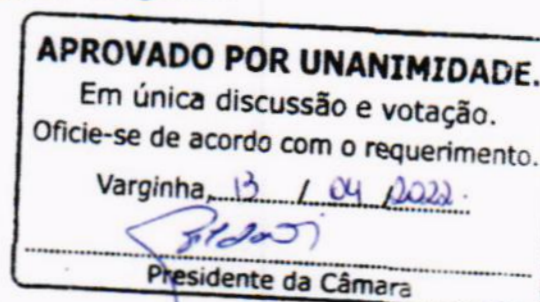 APROVADO POR UNANIMIDADE.
Em única discussão e votação.
Oficie-se de acordo com o requerimento.
Varginha, 13 / 04 / 2022.
Presidente da Câmara